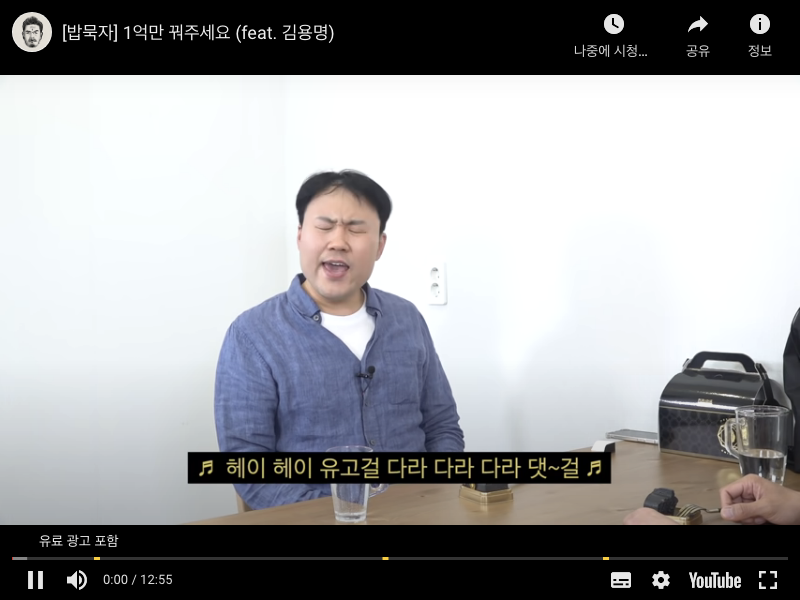 [밥묵자] 1억만 꿔주세요 (feat. 김용명)
나중에 시청...
공유
정보
♬ 헤이 헤이 유고걸 다라 다라 다라 댓~걸 ♬
유료 광고 포함
0:00 / 12:55
YouTube